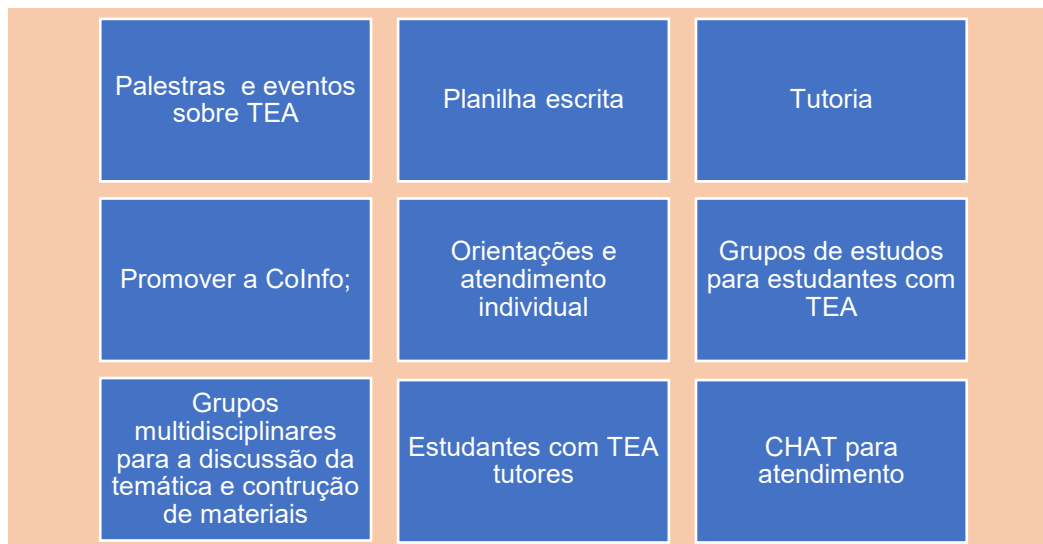 Palestras e eventos
sobre TEA
Planilha escrita
Tutoria
Promover a CoInfo;
Orientações e
atendimento
individual
Grupos de estudos
para estudantes com
TEA
Grupos
multidisciplinares
para a discussão da
temática e contrução
de materiais
Estudantes com TEA
tutores
CHAT para
atendimento